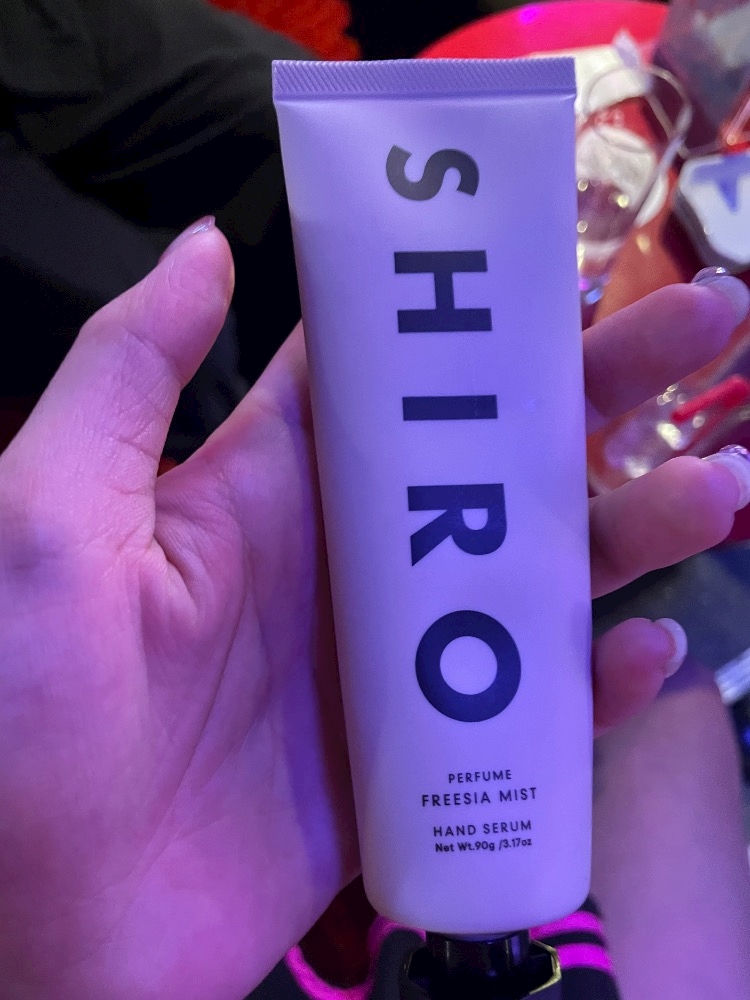 SHIRO
PERFUME
FREESIA MIST
HAND SERUM
Net Wt.90g /3.17oz